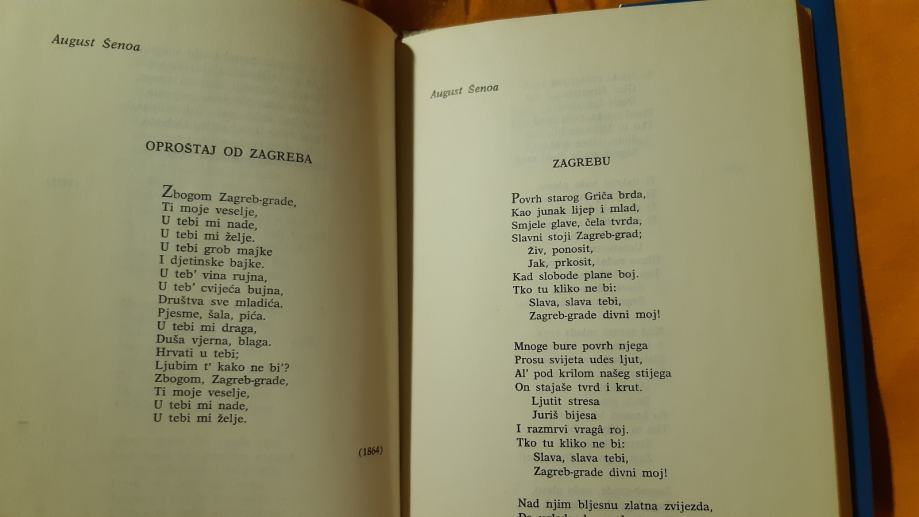 August Šenoa
OPROŠTAJ OD ZAGREBA
Zbogom Zagreb-grade,
Ti moje veselje,
U tebi mi nade,
U tebi mi želje.
U tebi grob majke
I djetinske bajke.
U teb' vina rujna,
U teb' cvijeća bujna,
Društva sve mladića.
Pjesme, šala, pića.
U tebi mi draga,
Duša vjerna, blaga.
Hrvati u tebi;
Ljubim t' kako ne bi'?
Zbogom, Zagreb-grade,
Ti moje veselje,
U tebi mi nade,
U tebi mi želje.
(1864)
August Šenoa
ZAGREBU
Povrh starog Griča brda,
Kao junak lijep i mlad,
Smjele glave, čela tvrda,
Slavni stoji Zagreb-grad;
Živ, ponosit,
Jak, prkosit,
Kad slobode plane boj.
Tko tu kliko ne bi:
Slava, slava tebi,
Zagreb-grade divni moj!
Mnoge bure povrh njega
Prosu svijeta udes ljut,
Al' pod krilom našeg stijega
On stajaše tvrd i krut.
Ljutit stresa
Juriš bijesa
I razmrvi vragâ roj.
Tko tu kliko ne bi:
Slava, slava tebi,
Zagreb-grade divni moj!
Nad njim bljesnu zlatna zvijezda,